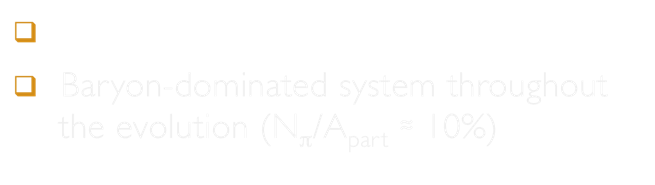 Baryon-dominated system throughout
the evolution (Nπ/Apart ≈ 10%)